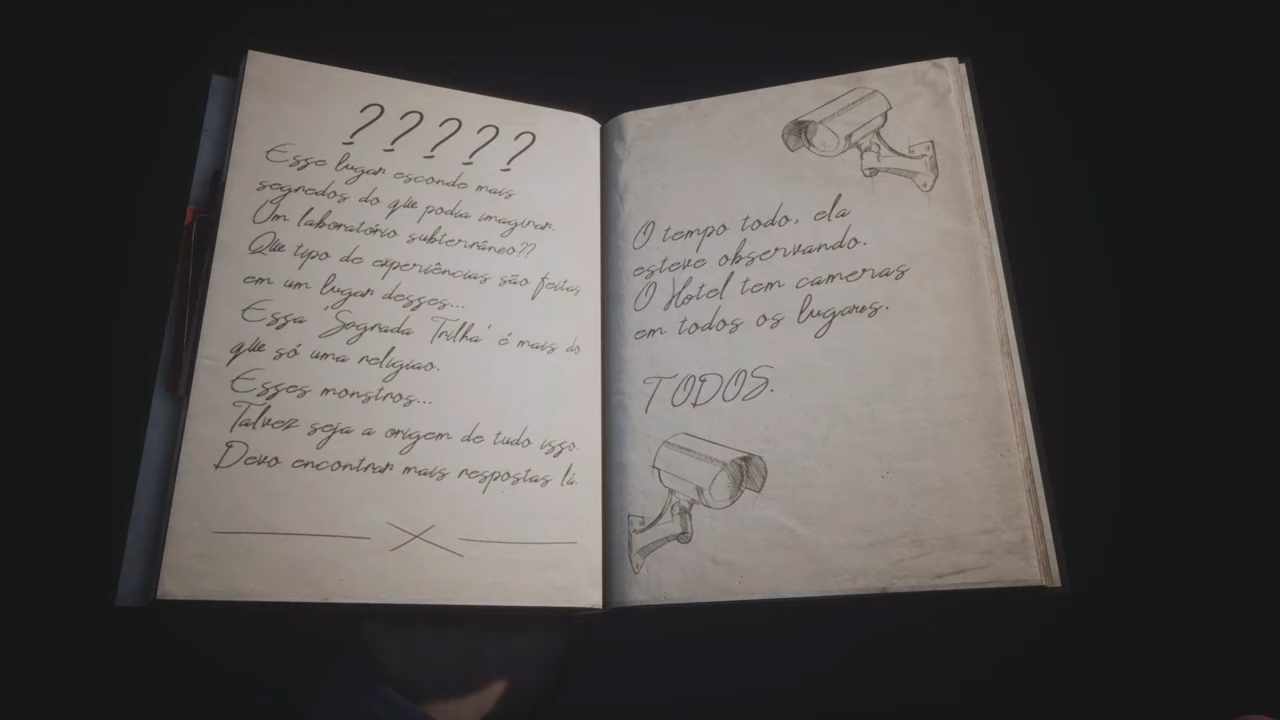 ?????
Esse lugar esconde mais
segredos do que podia imaginar.
Um laboratório subterrâneo??
Que tipo de experiências são feitas
em um lugar desses...
Essa 'Sagrada Trilha' é mais do
que só uma religiao.
Esses monstros...
Talvez seja a origem de tudo isso.
Devo encontrar mais respostas lá.
O tempo todo, ela
esteve observando.
O Hotel tem cameras
em todos os lugares.
TODOS.